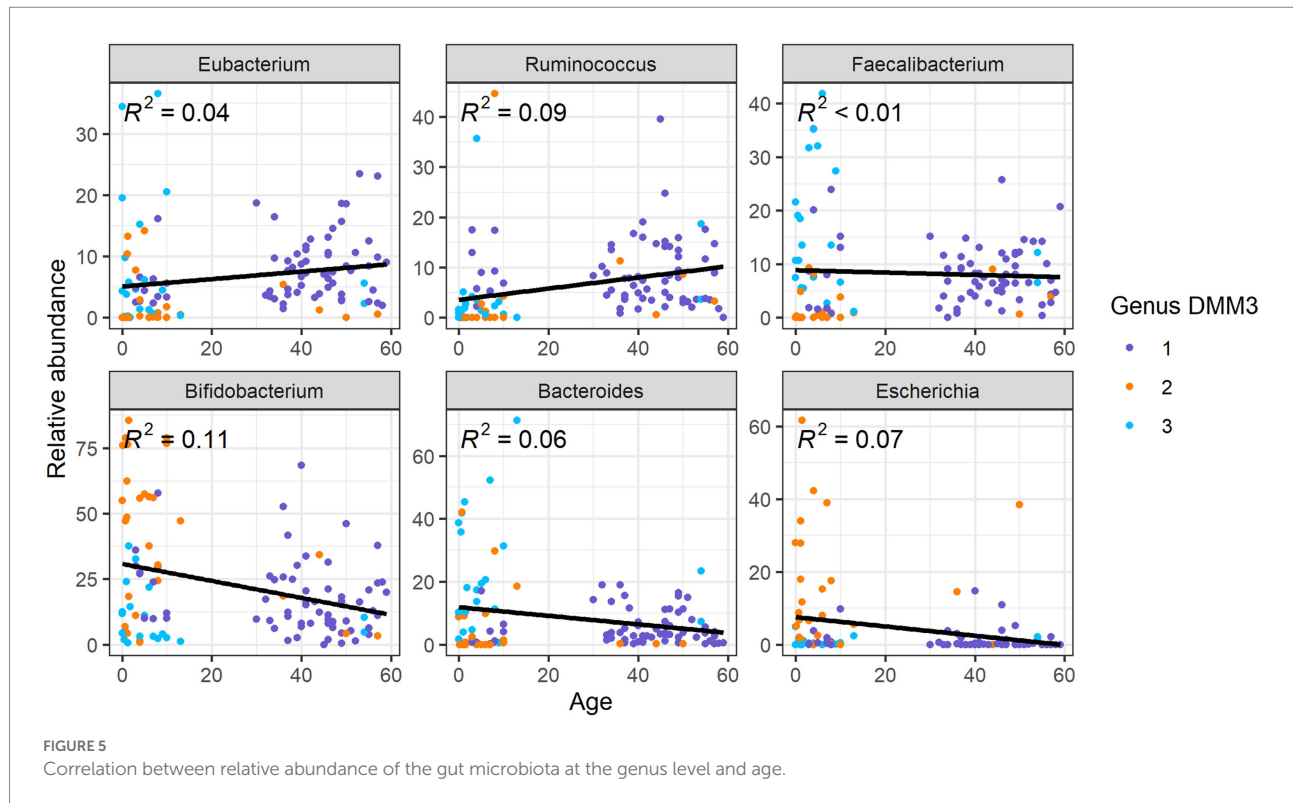 Eubacterium
Ruminococcus
Faecalibacterium
R² = 0.04
R² = 0.09
R² < 0.01
30
20
10
0
40
30
20
10
0
40
30
20
10
0
0 20 40 60
0 20 40 60
0 20 40 60
Bifidobacterium
Bacteroides
Escherichia
R² = 0.11
R² = 0.06
R² = 0.07
75
50
25
0
60
40
20
0
60
40
20
0
0 20 40 60
0 20 40 60
0 20 40 60
Relative abundance
Age
Genus DMM3
1
2
3
FIGURE 5
Correlation between relative abundance of the gut microbiota at the genus level and age.